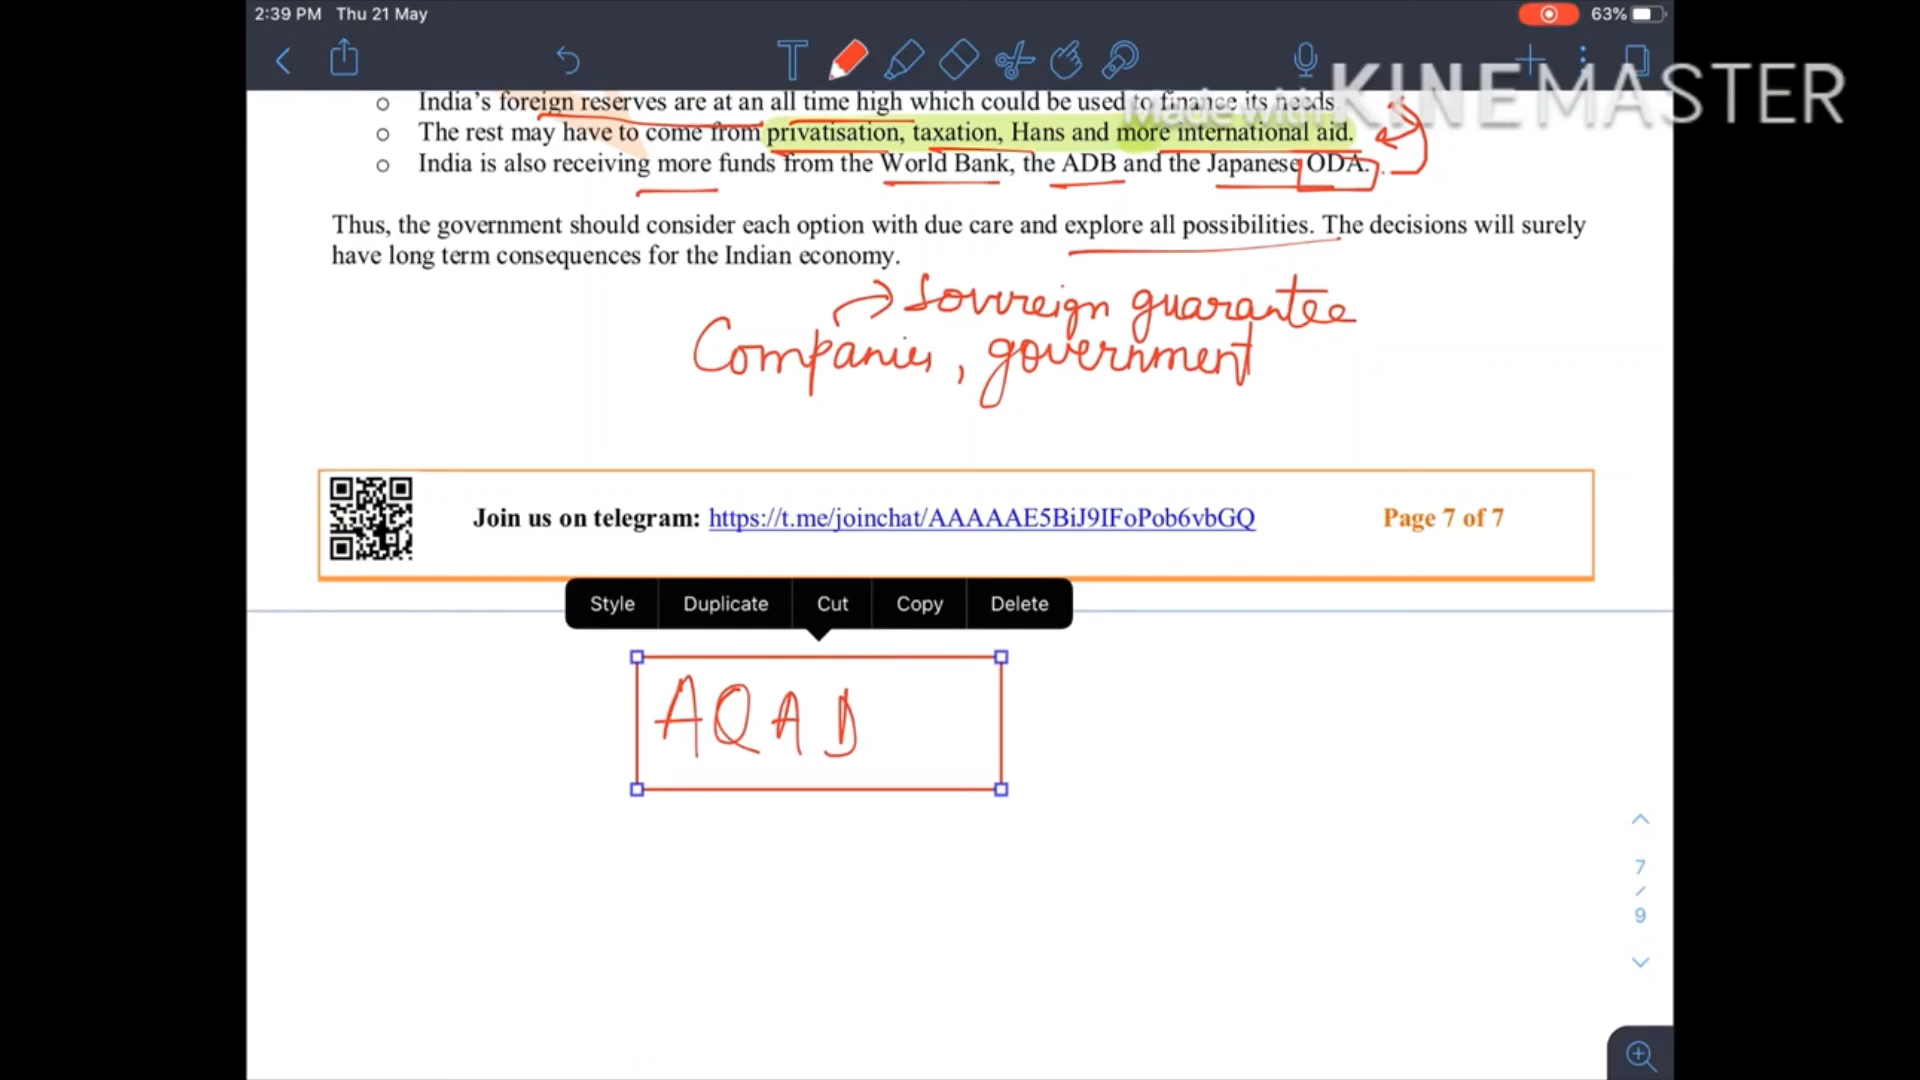 2:39 PM Thu 21 May 63%
Made with KINEMASTER
o India's foreign reserves are at an all time high which could be used to finance its needs.
o The rest may have to come from privatisation, taxation, Hans and more international aid.
o India is also receiving more funds from the World Bank, the ADB and the Japanese ODA.
Thus, the government should consider each option with due care and explore all possibilities. The decisions will surely
have long term consequences for the Indian economy.
Sovereign guarantee
Companies, government
Join us on telegram: https://t.me/joinchat/AAAAAE5BiJ9IFoPob6vbGQ Page 7 of 7
Style Duplicate Cut Copy Delete
AQAD
7
/
9